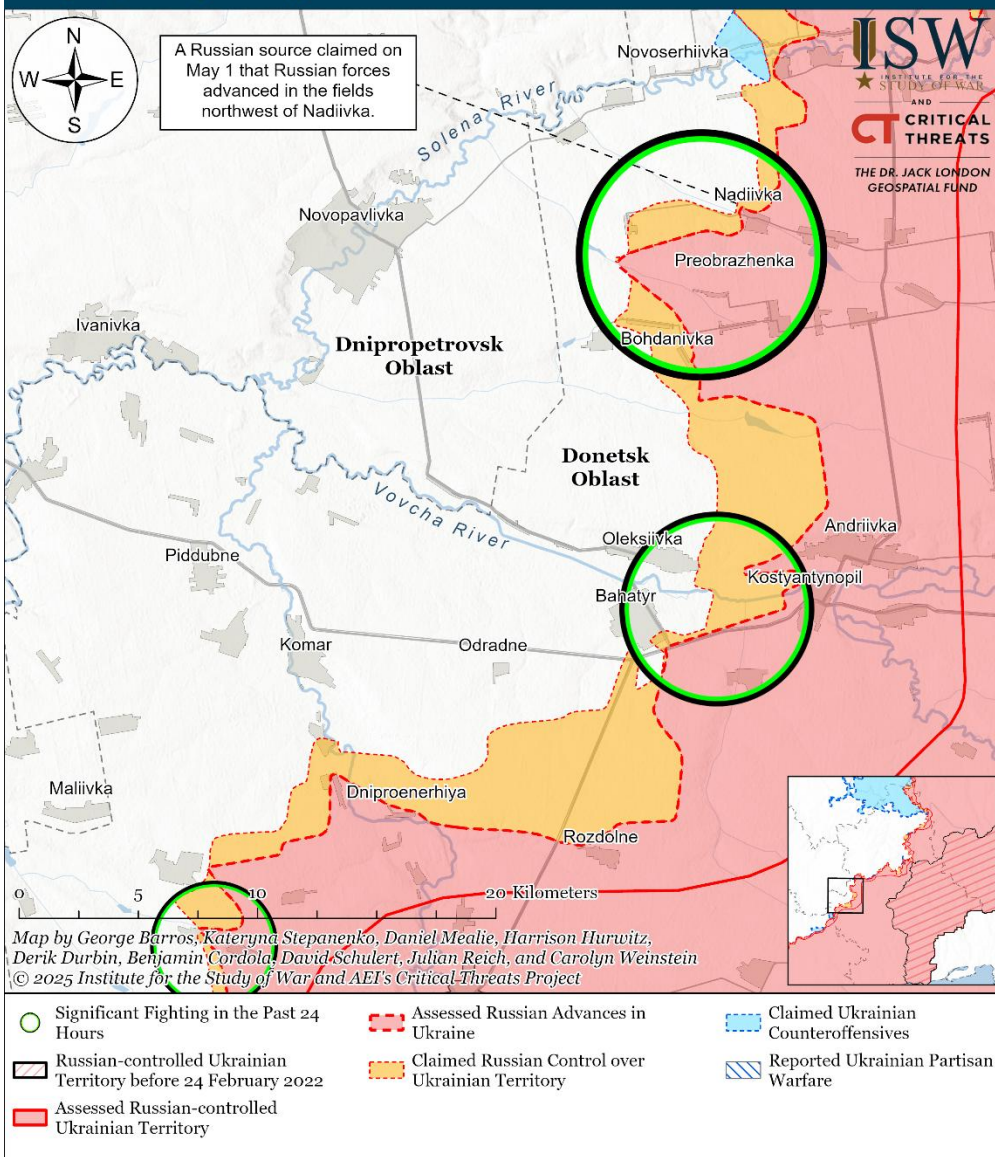 N
W
E
S
A Russian source claimed on
May 1 that Russian forces
advanced in the fields
northwest of Nadiivka.
ISW
INSTITUTE FOR THE
STUDY OF WAR
AND
CT CRITICAL
THREATS
THE DR. JACK LONDON
GEOSPATIAL FUND
Novoserhiivka
Solena River
Nadiivka
Novopavlivka
Preobrazhenka
Ivanivka
Bohdanivka
Dnipropetrovsk
Oblast
Donetsk
Oblast
Vovcha River
Andriivka
Oleksiivka
Piddubne
Kostyantynopil
Bahatyr
Komar
Odradne
Maliivka
Dniproenerhiya
Rozdolne
0 5 10 20 Kilometers
Map by George Barros, Kateryna Stepanenko, Daniel Mealie, Harrison Hurwitz,
Derik Durbin, Benjamin Cordola, David Schulert, Julian Reich, and Carolyn Weinstein
© 2025 Institute for the Study of War and AEI's Critical Threats Project
Significant Fighting in the Past 24
Hours
Russian-controlled Ukrainian
Territory before 24 February 2022
Assessed Russian-controlled
Ukrainian Territory
Assessed Russian Advances in
Ukraine
Claimed Russian Control over
Ukrainian Territory
Claimed Ukrainian
Counteroffensives
Reported Ukrainian Partisan
Warfare